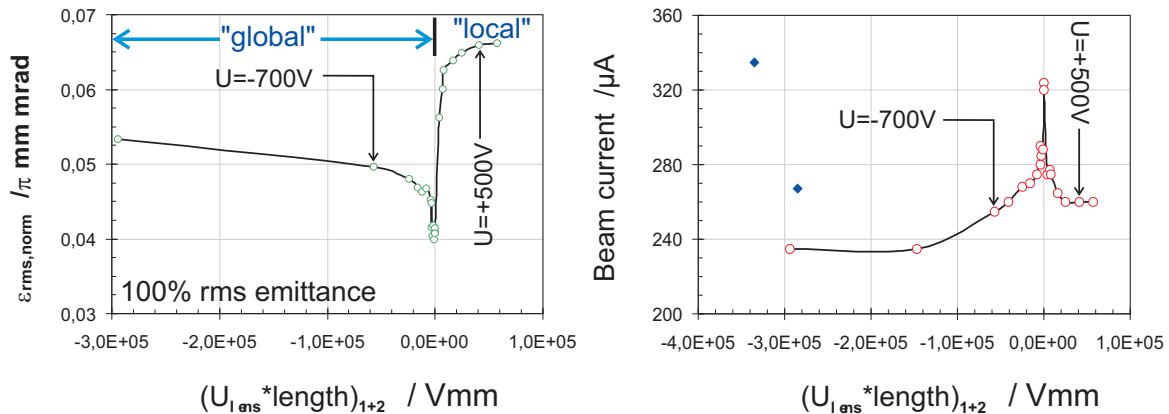 0,07
0,06
0,05
0,04
0,03
εrms,norm /π mm mrad
"global"
"local"
U=-700V
U=+500V
100% rms emittance
-3,0E+05 -2,0E+05 -1,0E+05 0,0E+00 1,0E+05
(Ulens*length)1+2 / Vmm
360
320
280
240
200
Beam current /µA
U=-700V
U=+5000V
-4,0E+05 -3,0E+05 -2,0E+05 -1,0E+05 0,0E+00 1,0E+05
(Ulens*length)1+2 / Vmm